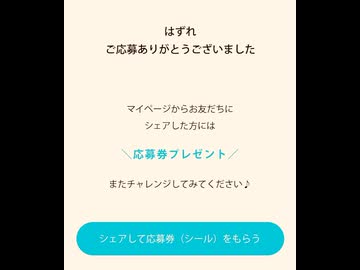 はずれ
ご応募ありがとうございました
マイページからお友だちに
シェアした方には
＼応募券プレゼント／
またチャレンジしてみてください♪
シェアして応募券（シール）をもらう